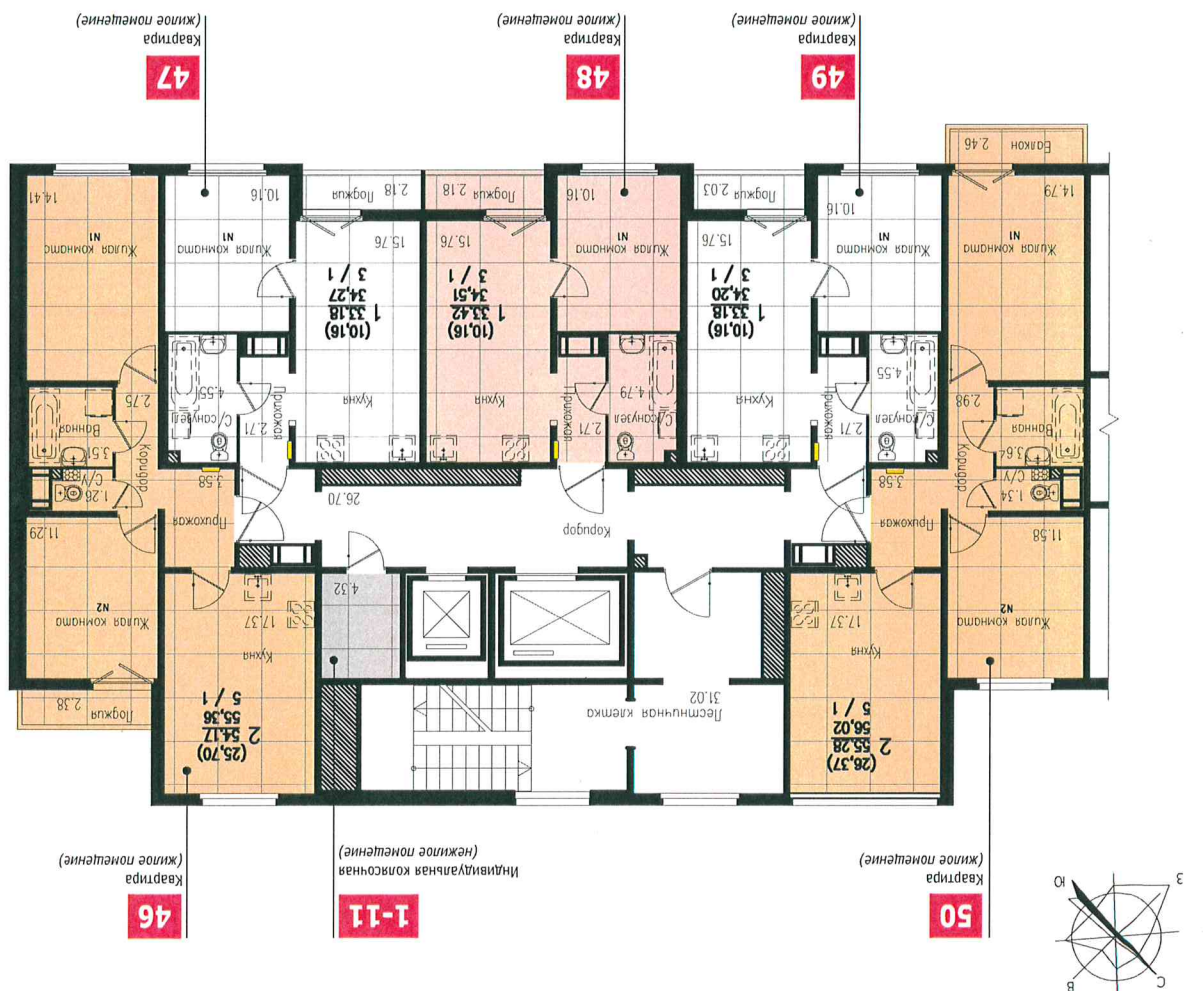 С
В
З
Ю
50
Квартира
(жилое помещение)
1-11
Индивидуальная колясочная
(нежилое помещение)
46
Квартира
(жилое помещение)
(26,37)
2 55.28
56,02
5 / 1
Кухня
17.37
Жилая комната
N2
11.58
Лестничная клетка
31.02
4.32
(25,70)
2 54.17
55,36
5 / 1
Кухня
17.37
Лоджия
2.38
Жилая комната
N2
11.29
С/У
1.34
Ванная
3.64
Коридор
2.98
Прихожая
3.58
Коридор
26.70
Прихожая
3.58
Коридор
2.75
С/У
1.26
Ванная
3.51
Прихожая
2.71
С/санузел
4.55
Кухня
15.76
Прихожая
2.71
С/санузел
4.79
Кухня
15.76
Прихожая
2.71
С/санузел
4.55
Кухня
15.76
Жилая комната
N1
14.79
Балкон
2.46
Жилая комната
N1
10.16
(10,16)
1 33.18
34,20
3 / 1
Лоджия
2.03
Жилая комната
N1
10.16
(10,16)
1 33.42
34,51
3 / 1
Лоджия
2.18
(10,16)
1 33.18
34,27
3 / 1
Лоджия
2.18
Жилая комната
N1
10.16
Жилая комната
N1
14.41
49
Квартира
(жилое помещение)
48
Квартира
(жилое помещение)
47
Квартира
(жилое помещение)